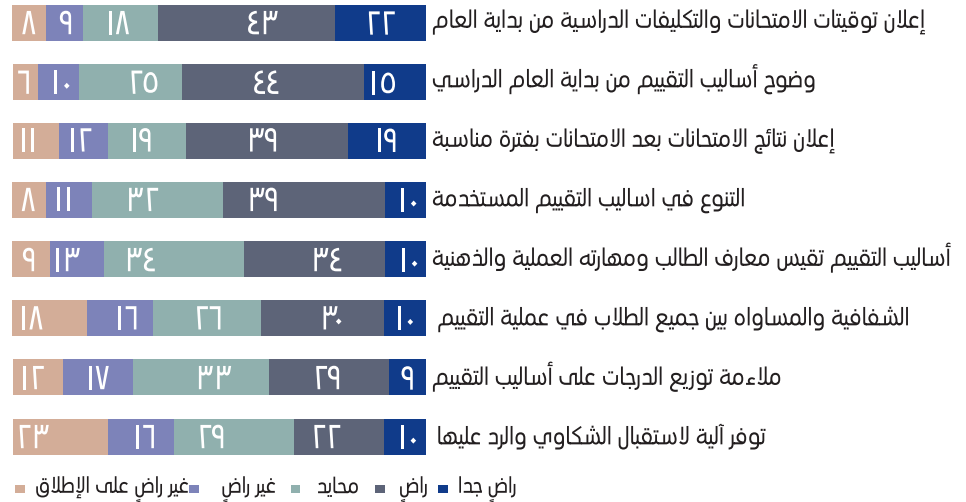 إعلان توقيتات الامتحانات والتكليفات الدراسية من بداية العام ٢٢ ٤٣ ١٨ ٩ ٨
وضوح أساليب التقييم من بداية العام الدراسي ١٥ ٤٤ ٢٥ ١٠ ٦
إعلان نتائج الامتحانات بعد الامتحانات بفترة مناسبة ١٩ ٣٩ ١٩ ١٢ ١١
التنوع في اساليب التقييم المستخدمة ١٠ ٣٩ ٣٢ ١١ ٨
أساليب التقييم تقيس معارف الطالب ومهارته العملية والذهنية ١٠ ٣٤ ٣٤ ١٣ ٩
الشفافية والمساواه بين جميع الطلاب في عملية التقييم ١٠ ٣٠ ٢٦ ١٦ ١٨
ملاءمة توزيع الدرجات على أساليب التقييم ٩ ٢٩ ٣٣ ١٧ ١٢
توفر آلية لاستقبال الشكاوي والرد عليها ١٠ ٢٢ ٢٩ ١٦ ٢٣
راضٍ جدا راضٍ محايد غير راضٍ غير راضٍ على الإطلاق